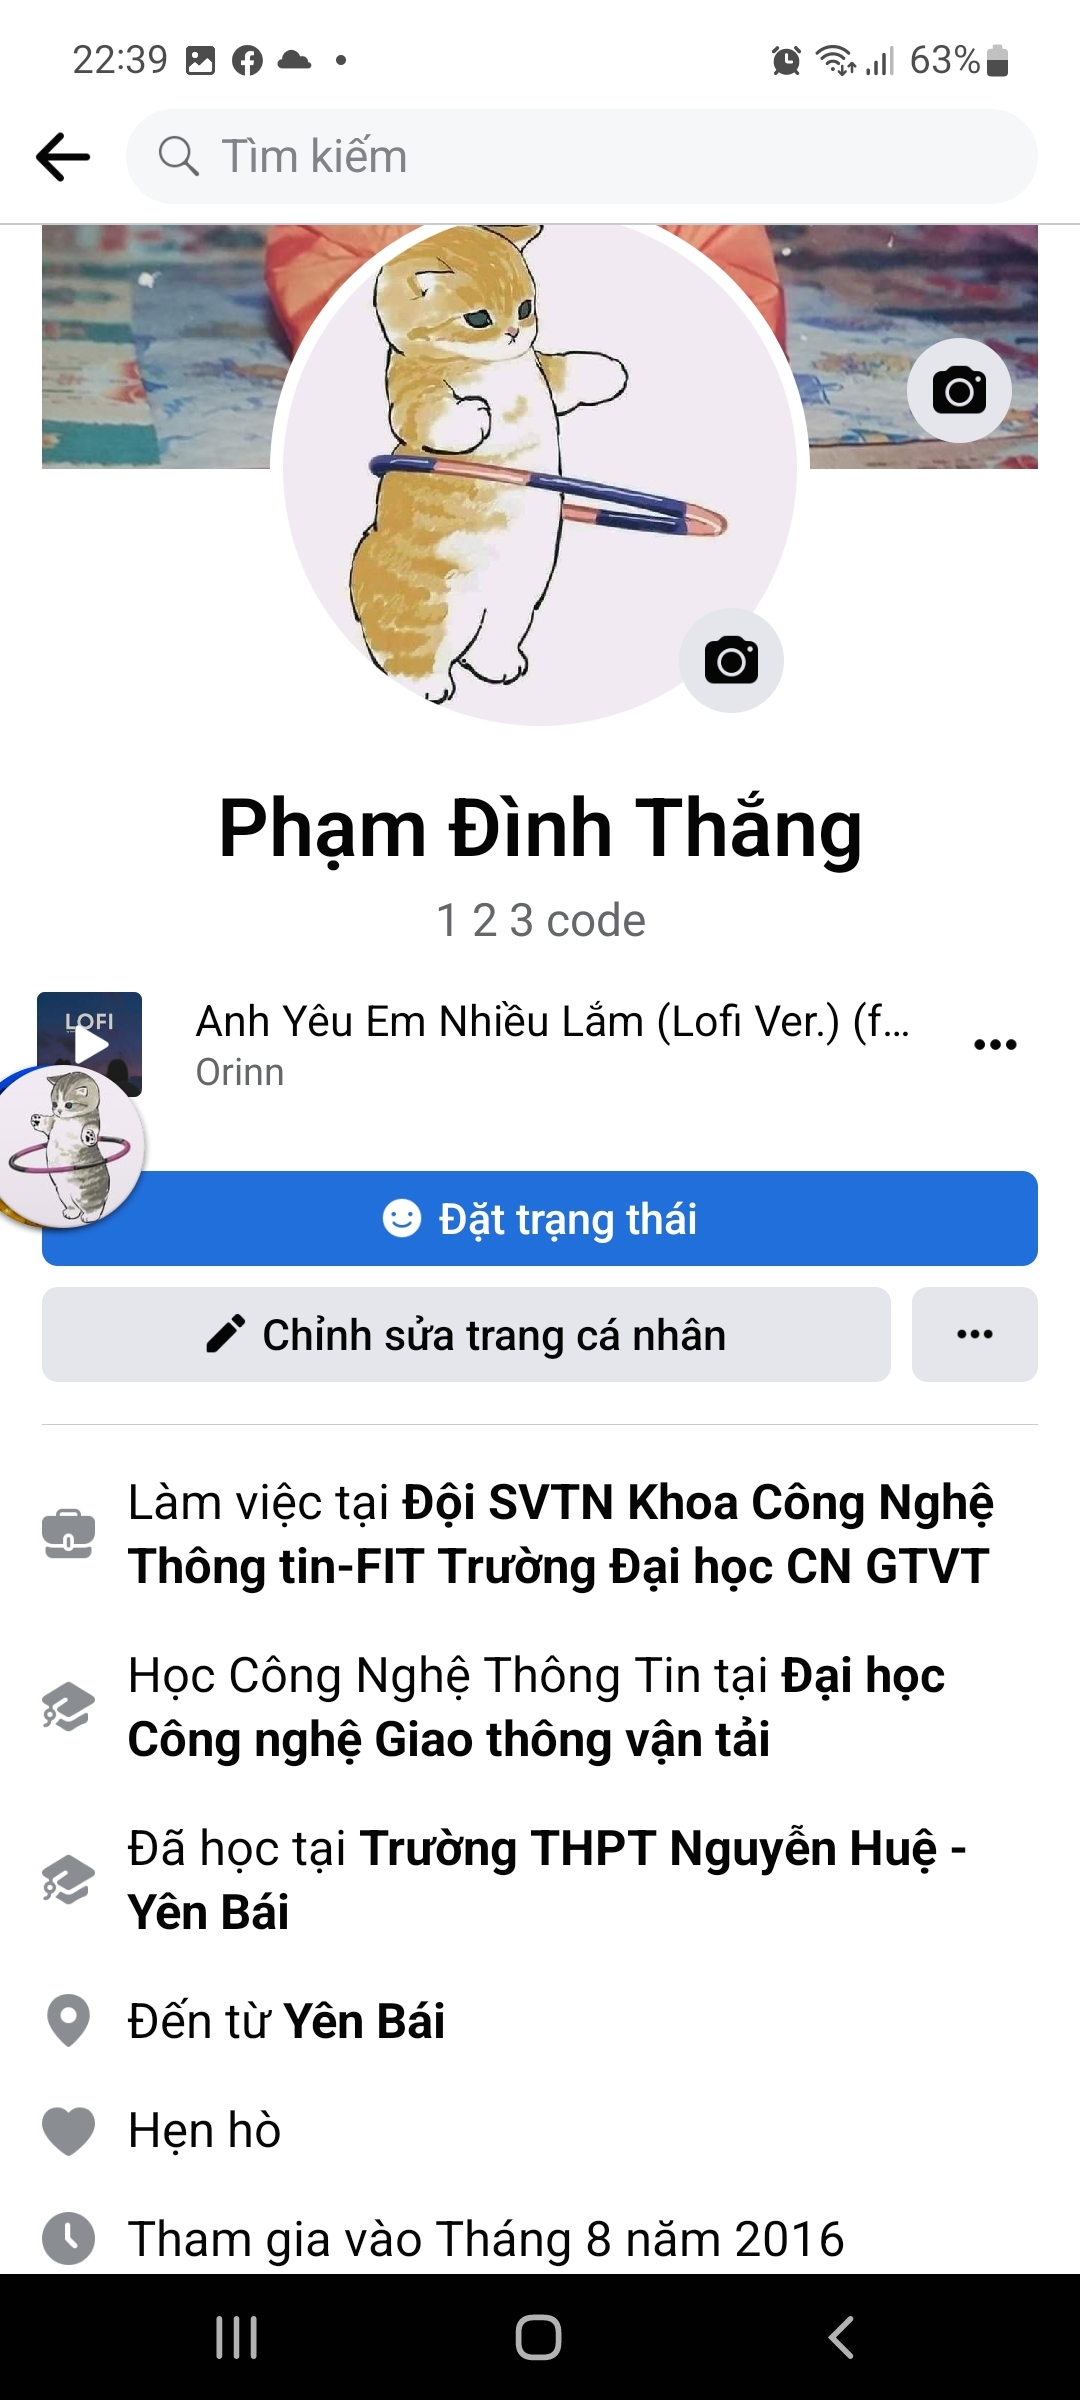 22:39
63%
Tìm kiếm
Phạm Đình Thắng
1 2 3 code
LOFI
Anh Yêu Em Nhiều Lắm (Lofi Ver.) (f...
Orinn
Đặt trạng thái
Chỉnh sửa trang cá nhân
Làm việc tại Đội SVTN Khoa Công Nghệ
Thông tin-FIT Trường Đại học CN GTVT
Học Công Nghệ Thông Tin tại Đại học
Công nghệ Giao thông vận tải
Đã học tại Trường THPT Nguyễn Huệ -
Yên Bái
Đến từ Yên Bái
Hẹn hò
Tham gia vào Tháng 8 năm 2016